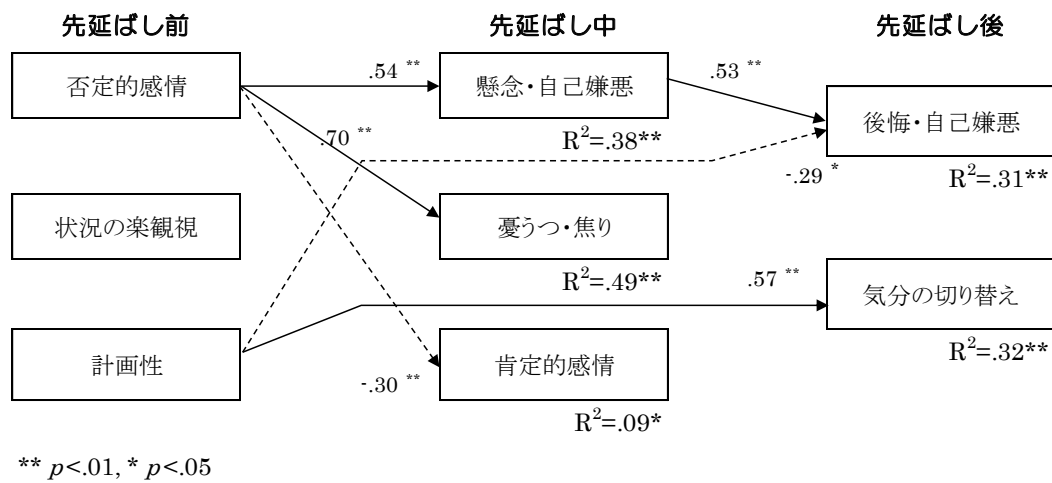 先延ばし前 先延ばし中 先延ばし後
否定的感情
.54 **
懸念・自己嫌悪
.53 **
後悔・自己嫌悪
.70 **
R²=.38**
-.29 *
R²=.31**
状況の楽観視
憂うつ・焦り
R²=.49**
.57 **
気分の切り替え
R²=.32**
計画性
-.30 **
肯定的感情
R²=.09*
** p<.01, * p<.05